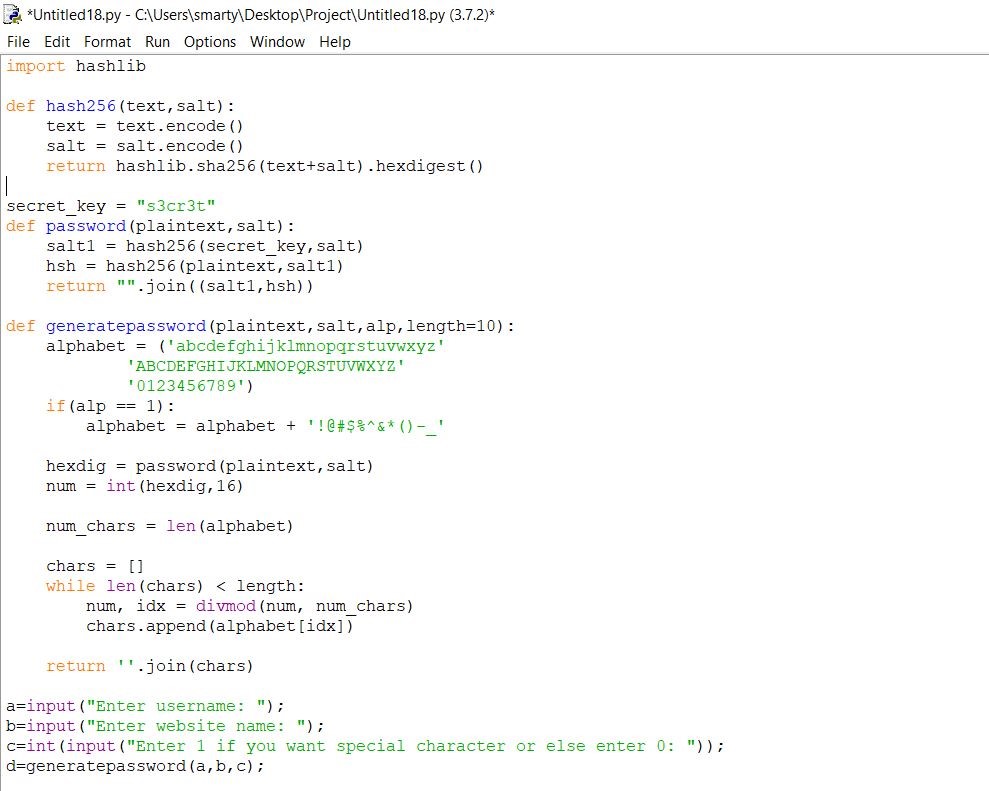 *Untitled18.py - C:\Users\smarty\Desktop\Project\Untitled18.py (3.7.2)*
File Edit Format Run Options Window Help
import hashlib

def hash256(text,salt):
    text = text.encode()
    salt = salt.encode()
    return hashlib.sha256(text+salt).hexdigest()

secret_key = "s3cr3t"
def password(plaintext,salt):
    salt1 = hash256(secret_key,salt)
    hsh = hash256(plaintext,salt1)
    return "".join((salt1,hsh))

def generatepassword(plaintext,salt,alp,length=10):
    alphabet = ('abcdefghijklmnopqrstuvwxyz'
            'ABCDEFGHIJKLMNOPQRSTUVWXYZ'
            '0123456789')
    if(alp == 1):
        alphabet = alphabet + '!@#$%^&*()-_'

    hexdig = password(plaintext,salt)
    num = int(hexdig,16)

    num_chars = len(alphabet)

    chars = []
    while len(chars) < length:
        num, idx = divmod(num, num_chars)
        chars.append(alphabet[idx])

    return ''.join(chars)

a=input("Enter username: ");
b=input("Enter website name: ");
c=int(input("Enter 1 if you want special character or else enter 0: "));
d=generatepassword(a,b,c);